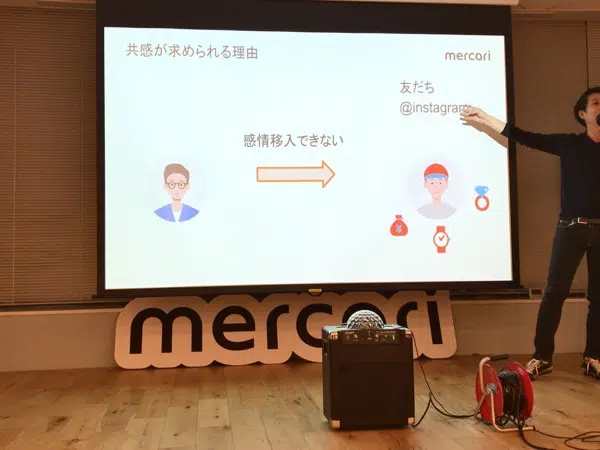 共感が求められる理由
mercari
友だち
@instagram
感情移入できない
mercari